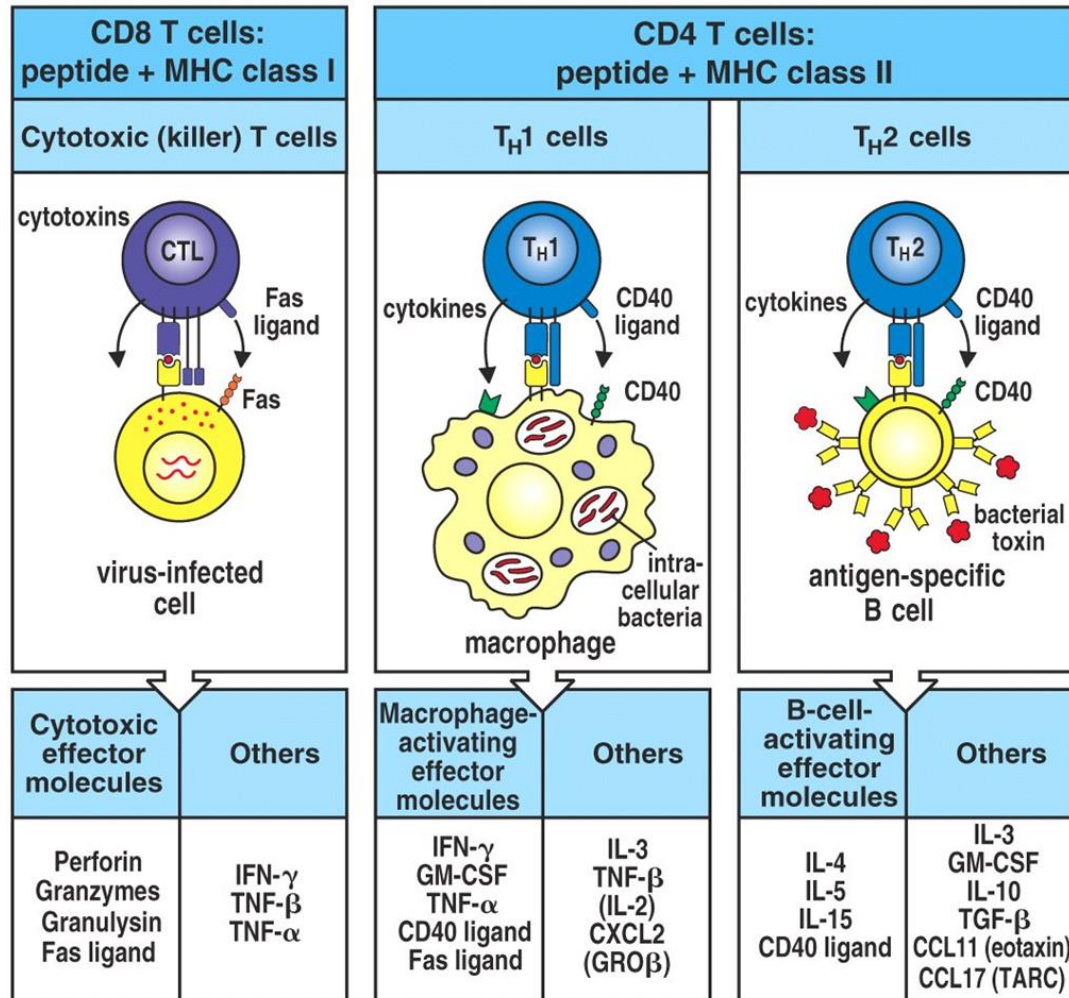 CD8 T cells:
peptide + MHC class I
CD4 T cells:
peptide + MHC class II
Cytotoxic (killer) T cells
TH1 cells
TH2 cells
cytotoxins
CTL
Fas
ligand
Fas
virus-infected
cell
TH1
cytokines
CD40
ligand
CD40
intra-
cellular
bacteria
macrophage
TH2
cytokines
CD40
ligand
CD40
bacterial
toxin
antigen-specific
B cell
Cytotoxic
effector
molecules
Others
Perforin
Granzymes
Granulysin
Fas ligand
IFN-γ
TNF-β
TNF-α
Macrophage-
activating
effector
molecules
Others
IFN-γ
GM-CSF
TNF-α
CD40 ligand
Fas ligand
IL-3
TNF-β
(IL-2)
CXCL2
(GROβ)
B-cell-
activating
effector
molecules
Others
IL-4
IL-5
IL-15
CD40 ligand
IL-3
GM-CSF
IL-10
TGF-β
CCL11 (eotaxin)
CCL17 (TARC)